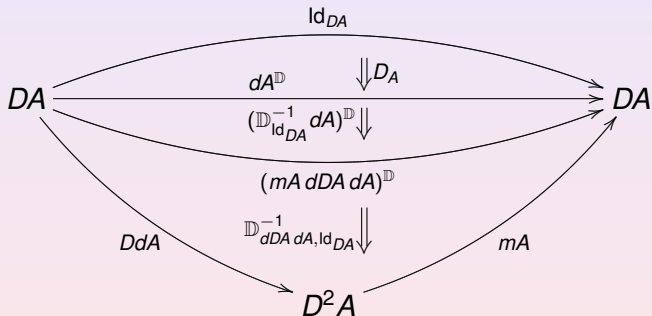 Id_{DA}
⇓ D_A
DA dA^𝔻 DA
(𝔻^{-1}_{Id_{DA}} dA)^𝔻 ⇓
(mA dDA dA)^𝔻
𝔻^{-1}_{dDA dA, Id_{DA}} ⇓
DdA mA
D^2A